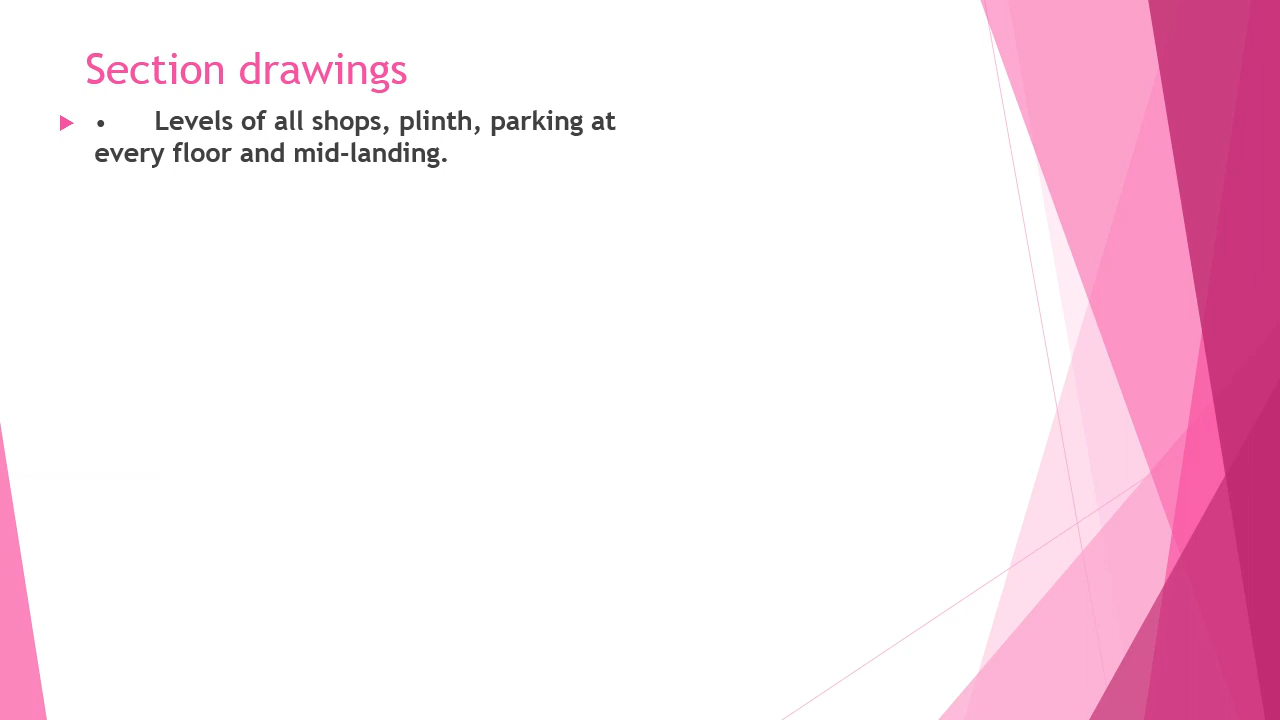 Section drawings
• Levels of all shops, plinth, parking at
every floor and mid-landing.